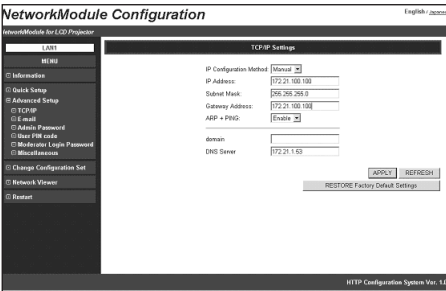 NetworkModule Configuration
English / Japanese
NetworkModule for LCD Projector
LAN1
MENU
Information
Quick Setup
Advanced Setup
TCP/IP
E-mail
Admin Password
User PIN code
Moderator Login Password
Miscellaneous
Change Configuration Set
Network Viewer
Restart
TCP/IP Settings
IP Configuration Method: Manual
IP Address: 172.21.100.100
Subnet Mask: 255.255.255.0
Gateway Address: 172.21.100.100
ARP + PING: Enable
domain
DNS Server 172.21.1.53
APPLY REFRESH
RESTORE Factory Default Settings
HTTP Configuration System Ver. 1.0